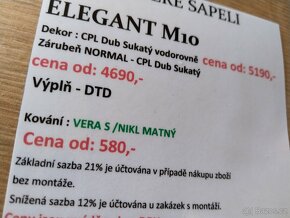 SAPELI
ELEGANT M10
Dekor : CPL Dub Sukatý vodorovně
cena od: 5190,-
Zárubeň NORMAL - CPL Dub Sukatý
cena od: 4690,-
Výplň - DTD
Kování : VERA S /NIKL MATNÝ
Cena od: 580,-
Základní sazba 21% je účtována v případě nákupu zboží
bez montáže.
Snížená sazba 12% je účtována u zakázek s montáží.